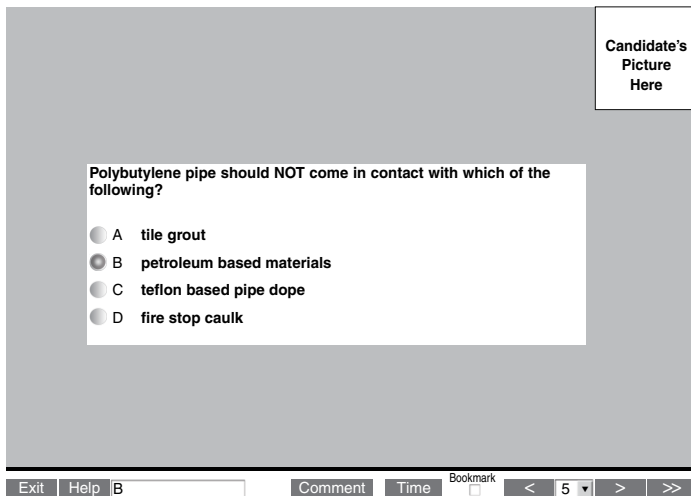 Candidate's
Picture
Here
Polybutylene pipe should NOT come in contact with which of the
following?
A tile grout
B petroleum based materials
C teflon based pipe dope
D fire stop caulk
Bookmark
Exit Help B Comment Time < 5 > >>